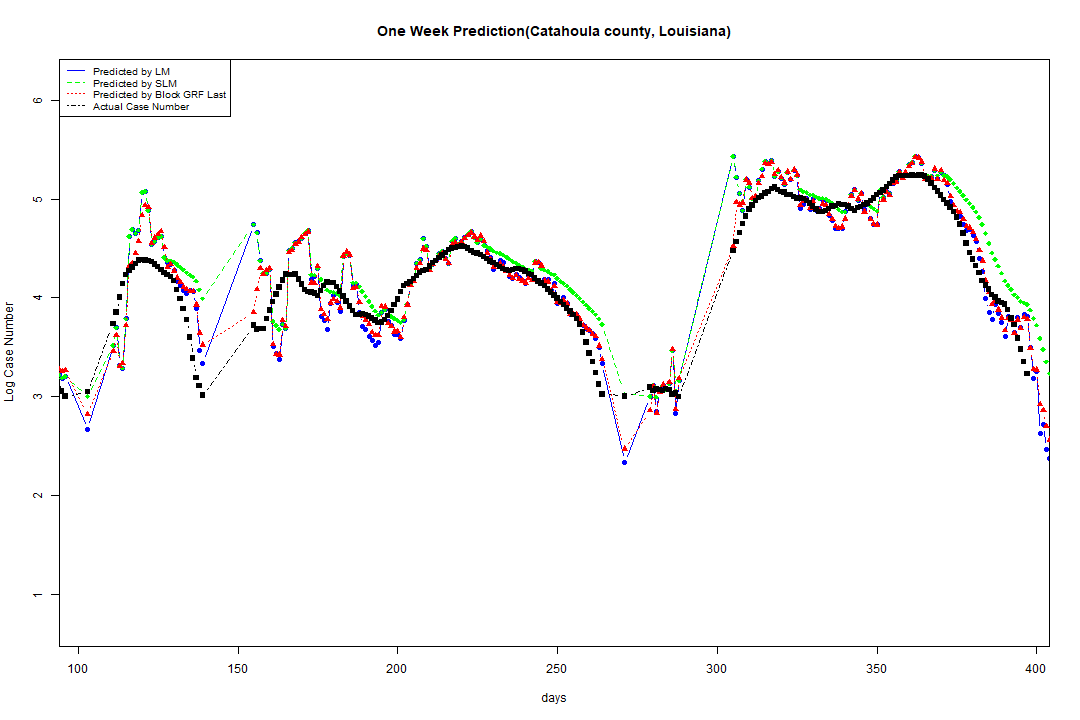 One Week Prediction(Catahoula county, Louisiana)
Predicted by LM
Predicted by SLM
Predicted by Block GRF Last
Actual Case Number
6
5
4
3
2
1
Log Case Number
100 150 200 250 300 350 400
days